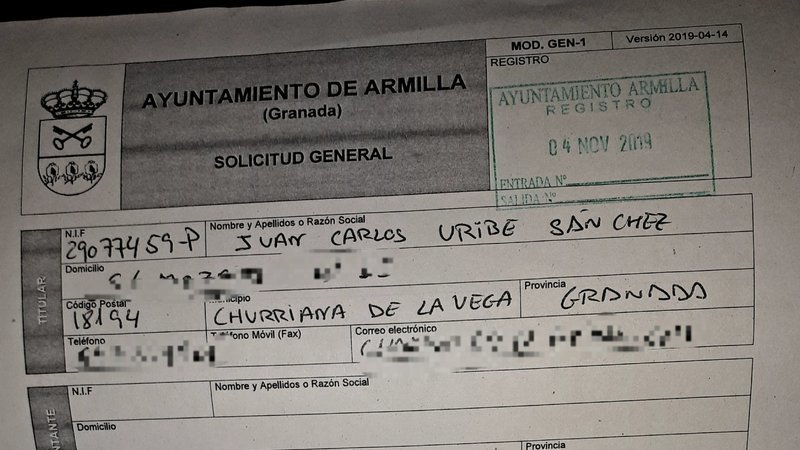 MOD. GEN-1
Versión 2019-04-14
AYUNTAMIENTO DE ARMILLA
(Granada)
SOLICITUD GENERAL
REGISTRO
AYUNTAMIENTO ARMILLA
REGISTRO
04 NOV 2019
ENTRADA Nº
SALIDA Nº
TITULAR
N.I.F
29077459-P
Nombre y Apellidos o Razón Social
JUAN CARLOS URIBE SÁNCHEZ
Domicilio
Código Postal
18194
CHURRIANA DE LA VEGA
Provincia
GRANADA
Teléfono
Móvil (Fax)
Correo electrónico
N.I.F
Nombre y Apellidos o Razón Social
Domicilio
Provincia